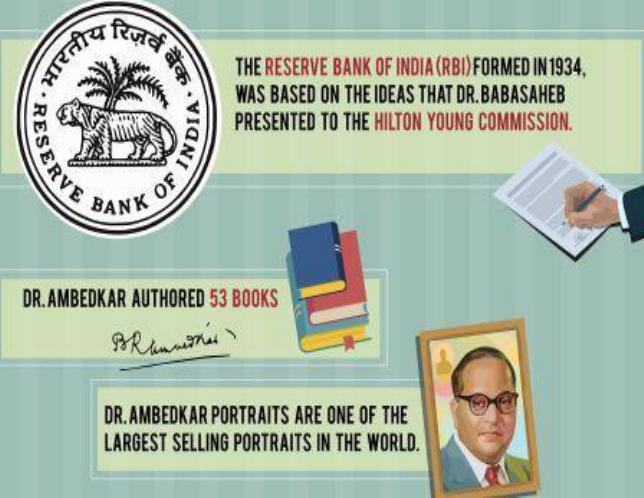 भारतीय रिज़र्व बैंक
RESERVE BANK OF INDIA
THE RESERVE BANK OF INDIA (RBI) FORMED IN 1934,
WAS BASED ON THE IDEAS THAT DR. BABASAHEB
PRESENTED TO THE HILTON YOUNG COMMISSION.
DR. AMBEDKAR AUTHORED 53 BOOKS
DR. AMBEDKAR PORTRAITS ARE ONE OF THE
LARGEST SELLING PORTRAITS IN THE WORLD.